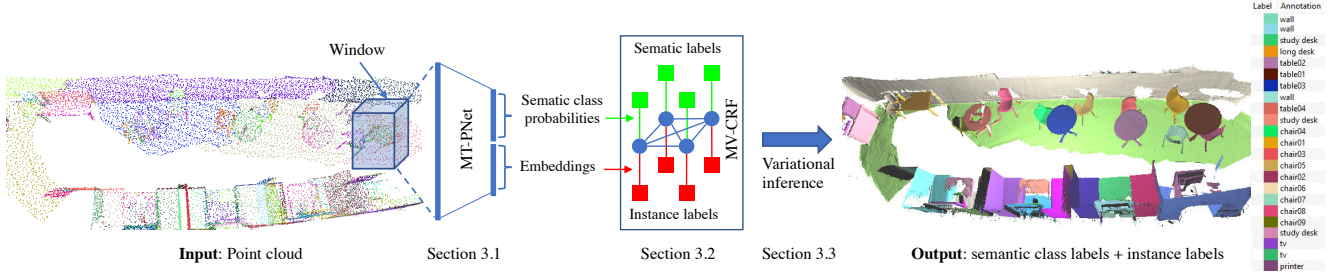 Window
MT-PNet
Sematic class
probabilities
Embeddings
Sematic labels
MV-CRF
Instance labels
Variational
inference
Input: Point cloud
Section 3.1
Section 3.2
Section 3.3
Output: semantic class labels + instance labels
Label Annotation
wall
wall
study desk
long desk
table02
table01
table03
wall
table04
study desk
chair04
chair01
chair03
chair05
chair02
chair06
chair07
chair08
chair09
study desk
tv
tv
printer